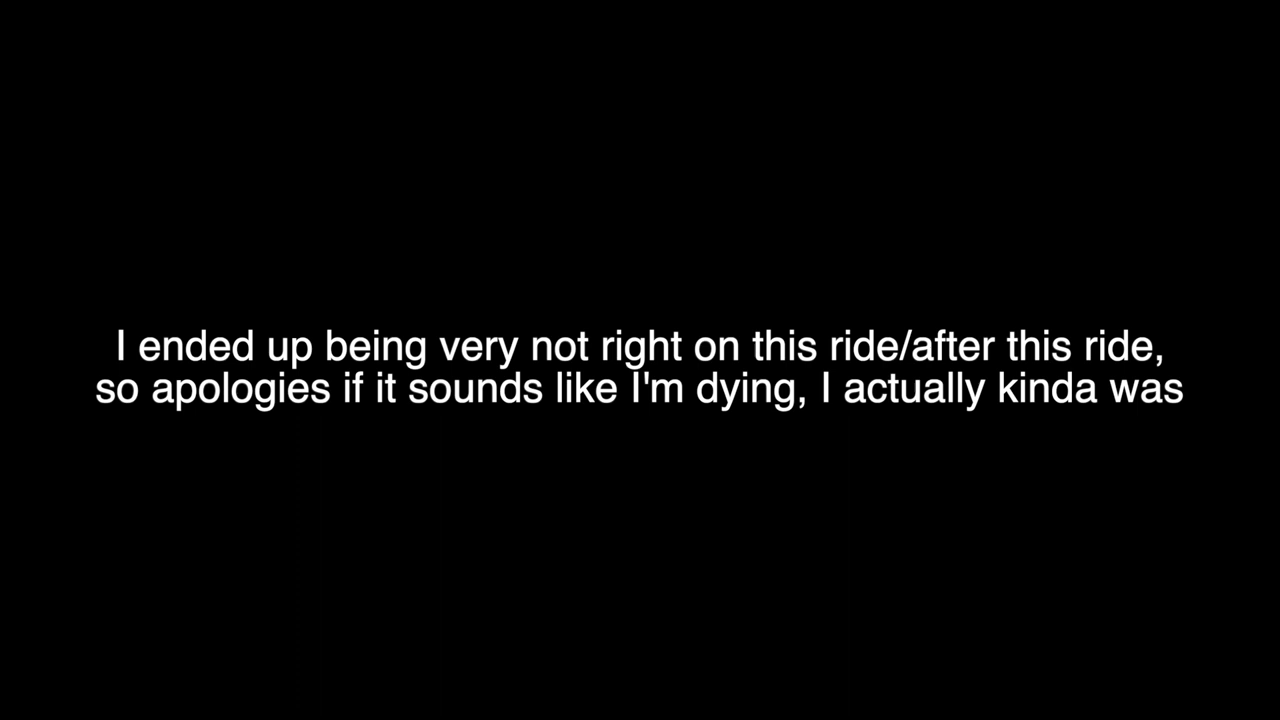 I ended up being very not right on this ride/after this ride,
so apologies if it sounds like I'm dying, I actually kinda was